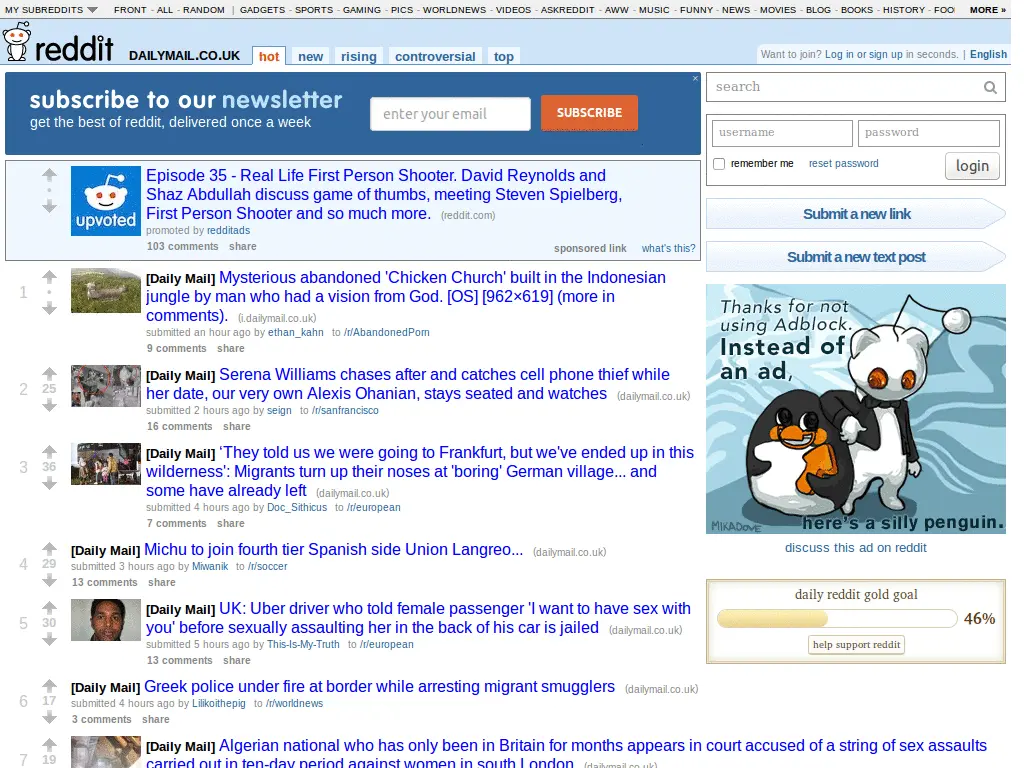 MY SUBREDDITS FRONT - ALL - RANDOM | GADGETS - SPORTS - GAMING - PICS - WORLDNEWS - VIDEOS - ASKREDDIT - AWW - MUSIC - FUNNY - NEWS - MOVIES - BLOG - BOOKS - HISTORY - FOO MORE »
reddit DAILYMAIL.CO.UK hot new rising controversial top
Want to join? Log in or sign up in seconds. | English
subscribe to our newsletter
get the best of reddit, delivered once a week
enter your email
SUBSCRIBE
×
search
username password
remember me reset password login
Submit a new link
Submit a new text post
upvoted
Episode 35 - Real Life First Person Shooter. David Reynolds and
Shaz Abdullah discuss game of thumbs, meeting Steven Spielberg,
First Person Shooter and so much more. (reddit.com)
promoted by redditads
103 comments share
sponsored link what's this?
1
•
[Daily Mail] Mysterious abandoned 'Chicken Church' built in the Indonesian
jungle by man who had a vision from God. [OS] [962×619] (more in
comments). (i.dailymail.co.uk)
submitted an hour ago by ethan_kahn to /r/AbandonedPorn
9 comments share
2
25
[Daily Mail] Serena Williams chases after and catches cell phone thief while
her date, our very own Alexis Ohanian, stays seated and watches (dailymail.co.uk)
submitted 2 hours ago by seign to /r/sanfrancisco
16 comments share
3
36
[Daily Mail] 'They told us we were going to Frankfurt, but we've ended up in this
wilderness': Migrants turn up their noses at 'boring' German village... and
some have already left (dailymail.co.uk)
submitted 4 hours ago by Doc_Sithicus to /r/european
7 comments share
4
29
[Daily Mail] Michu to join fourth tier Spanish side Union Langreo... (dailymail.co.uk)
submitted 3 hours ago by Miwanik to /r/soccer
13 comments share
5
30
[Daily Mail] UK: Uber driver who told female passenger 'I want to have sex with
you' before sexually assaulting her in the back of his car is jailed (dailymail.co.uk)
submitted 5 hours ago by This-Is-My-Truth to /r/european
13 comments share
6
17
[Daily Mail] Greek police under fire at border while arresting migrant smugglers (dailymail.co.uk)
submitted 4 hours ago by Lilikoithepig to /r/worldnews
3 comments share
7
19
[Daily Mail] Algerian national who has only been in Britain for months appears in court accused of a string of sex assaults
carried out in ten-day period against women in south London (dailymail.co.uk)
Thanks for not
using Adblock.
Instead of
an ad,
here's a silly penguin.
MIKADOVE
discuss this ad on reddit
daily reddit gold goal
46%
help support reddit